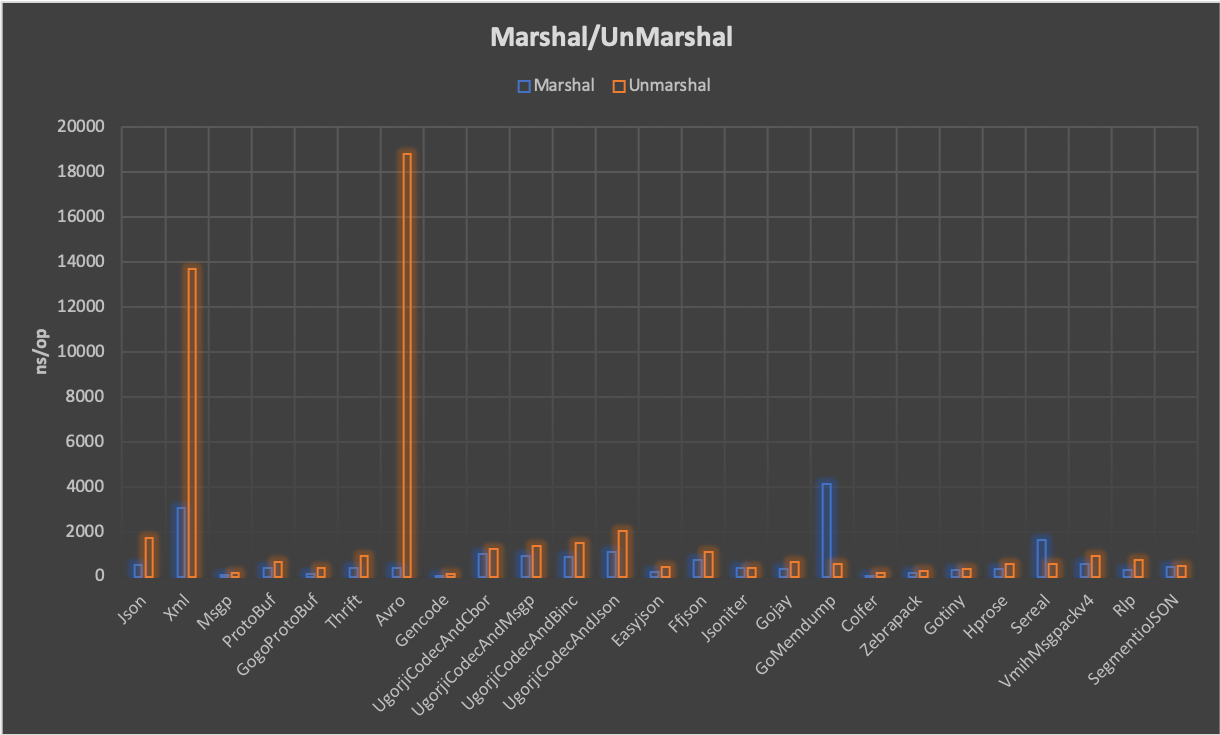 Marshal/UnMarshal
Marshal Unmarshal
20000
18000
16000
14000
12000
10000
8000
6000
4000
2000
0
ns/op
Json
Xml
Msgp
ProtoBuf
GogoProtoBuf
Thrift
Avro
Gencode
UgorjiCodecAndCbor
UgorjiCodecAndMsgp
UgorjiCodecAndBinc
UgorjiCodecAndJson
Easyjson
Ffjson
Jsoniter
Gojay
GoMemdump
Colfer
Zebrapack
Gotiny
Hprose
Sereal
VmihMsgpackv4
Rlp
SegmentioJSON